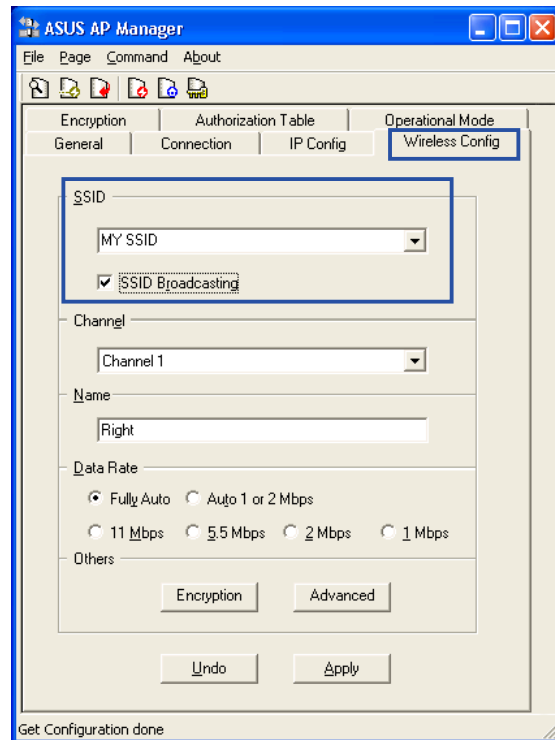 ASUS AP Manager
File Page Command About
Encryption Authorization Table Operational Mode
General Connection IP Config Wireless Config
SSID
MY SSID
SSID Broadcasting
Channel
Channel 1
Name
Right
Data Rate
Fully Auto Auto 1 or 2 Mbps
11 Mbps 5.5 Mbps 2 Mbps 1 Mbps
Others
Encryption Advanced
Undo Apply
Get Configuration done